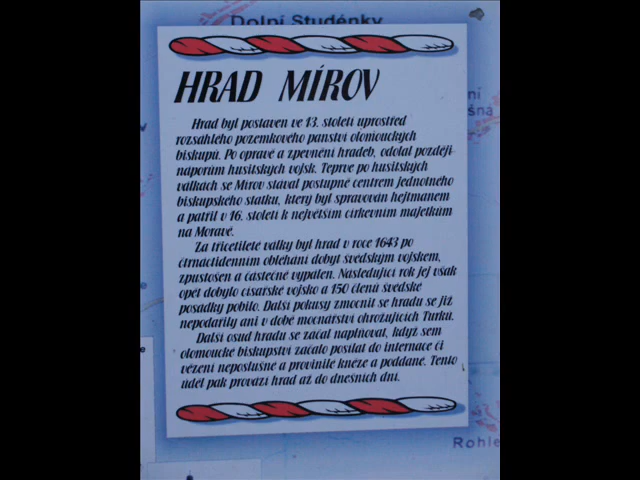 Dolní Studénky
HRAD MÍROV
Hrad byl postaven ve 13. století uprostřed
rozsáhlého pozemkového panství olomouckých
biskupů. Po opravě a zpevnění hradeb, odolal později
náporům husitských vojsk. Teprve po husitských
válkách se Mírov stával postupně centrem jednotného
biskupského statku, který byl spravován hejtmanem
a patřil v 16. století k největším církevním majetkům
na Moravě.
Za třicetileté války byl hrad v roce 1643 po
čtrnáctidenním obléhání dobyt švédským vojskem,
zpustošen a částečně vypálen. Následující rok jej však
opět dobylo císařské vojsko a 150 členů švédské
posádky pobilo. Další pokusy zmocnit se hradu se již
nepodařily ani v době mocnářství ohrožujících Turků.
Další osud hradu se začal naplňovat, když sem
olomoucké biskupství začalo posílat do internace či
vězení neposlušné a provinilé kněze a poddané. Tento
úděl pak provází hrad až do dnešních dní.
Rohle